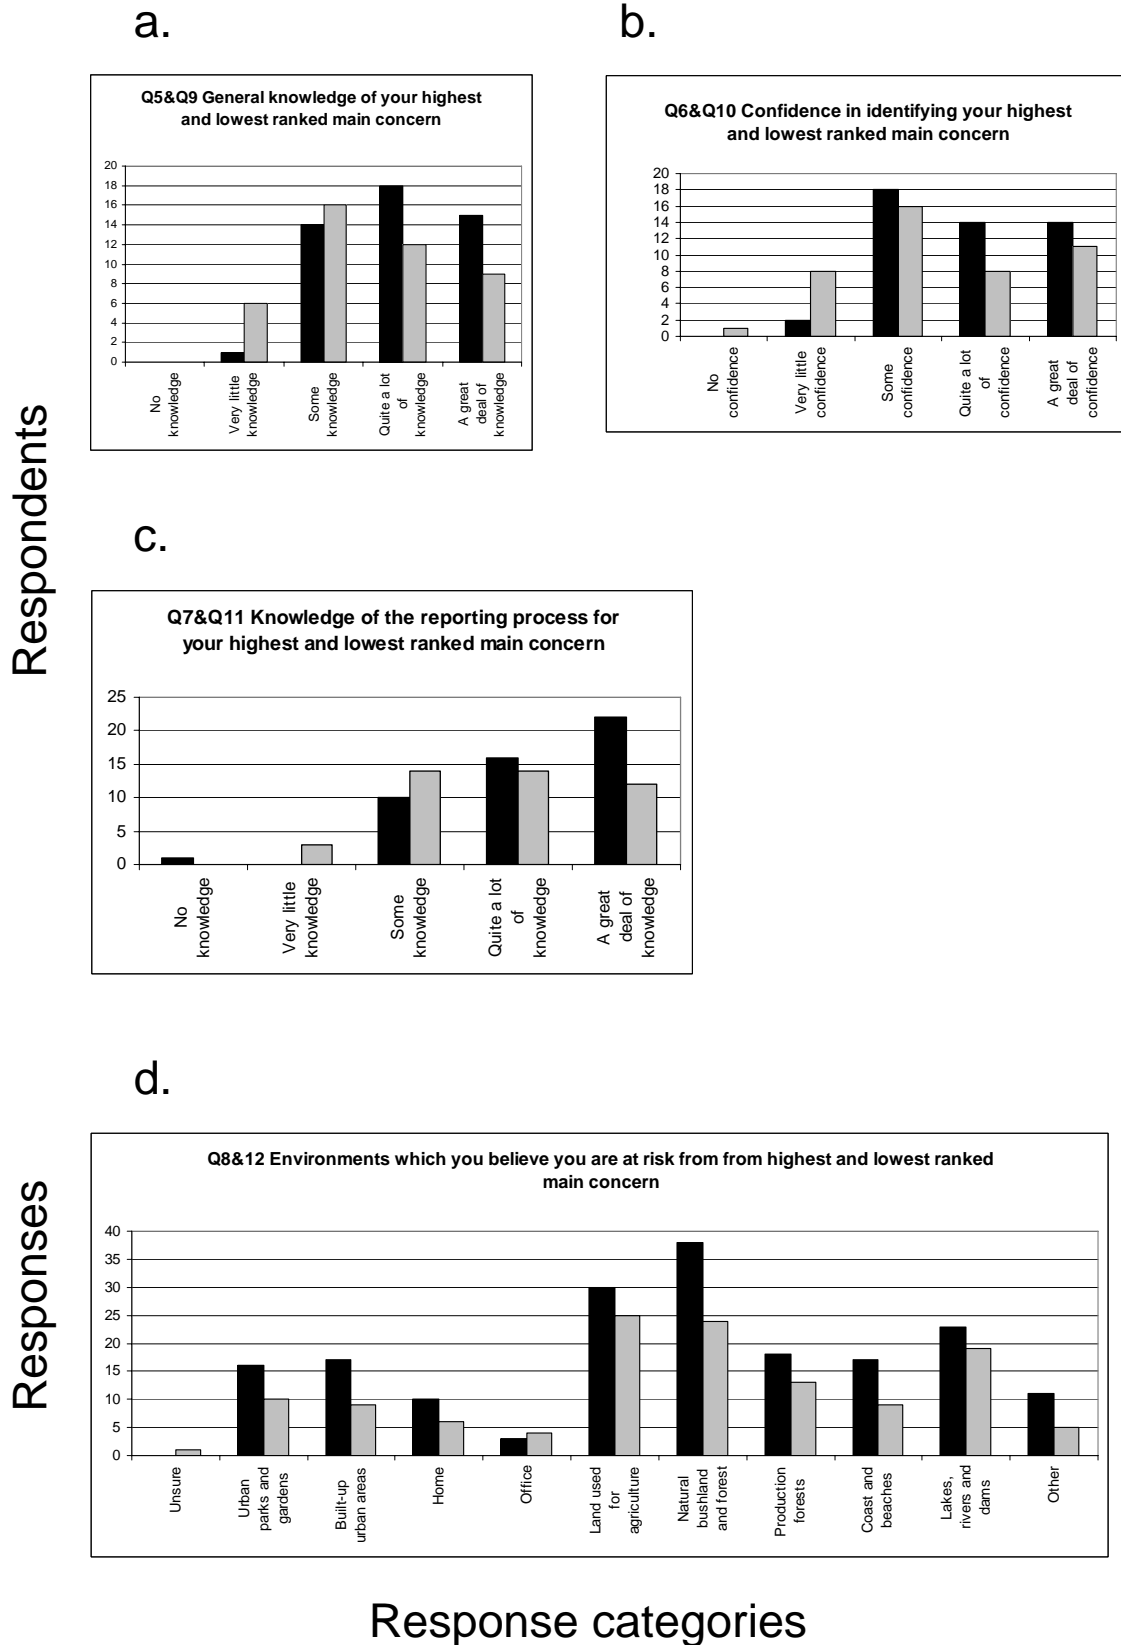 a.
b.
Q5&Q9 General knowledge of your highest
and lowest ranked main concern
20
18
16
14
12
10
8
6
4
2
0
No
knowledge
Very little
knowledge
Some
knowledge
Quite a lot
of
knowledge
A great
deal of
knowledge
Q6&Q10 Confidence in identifying your highest
and lowest ranked main concern
20
18
16
14
12
10
8
6
4
2
0
No
confidence
Very little
confidence
Some
confidence
Quite a lot
of
confidence
A great
deal of
confidence
Respondents
c.
Q7&Q11 Knowledge of the reporting process for
your highest and lowest ranked main concern
25
20
15
10
5
0
No
knowledge
Very little
knowledge
Some
knowledge
Quite a lot
of
knowledge
A great
deal of
knowledge
d.
Responses
Q8&12 Environments which you believe you are at risk from from highest and lowest ranked
main concern
40
35
30
25
20
15
10
5
0
Unsure
Urban
parks and
gardens
Built-up
urban areas
Home
Office
Land used
for
agriculture
Natural
bushland
and forest
Production
forests
Coast and
beaches
Lakes,
rivers and
dams
Other
Response categories